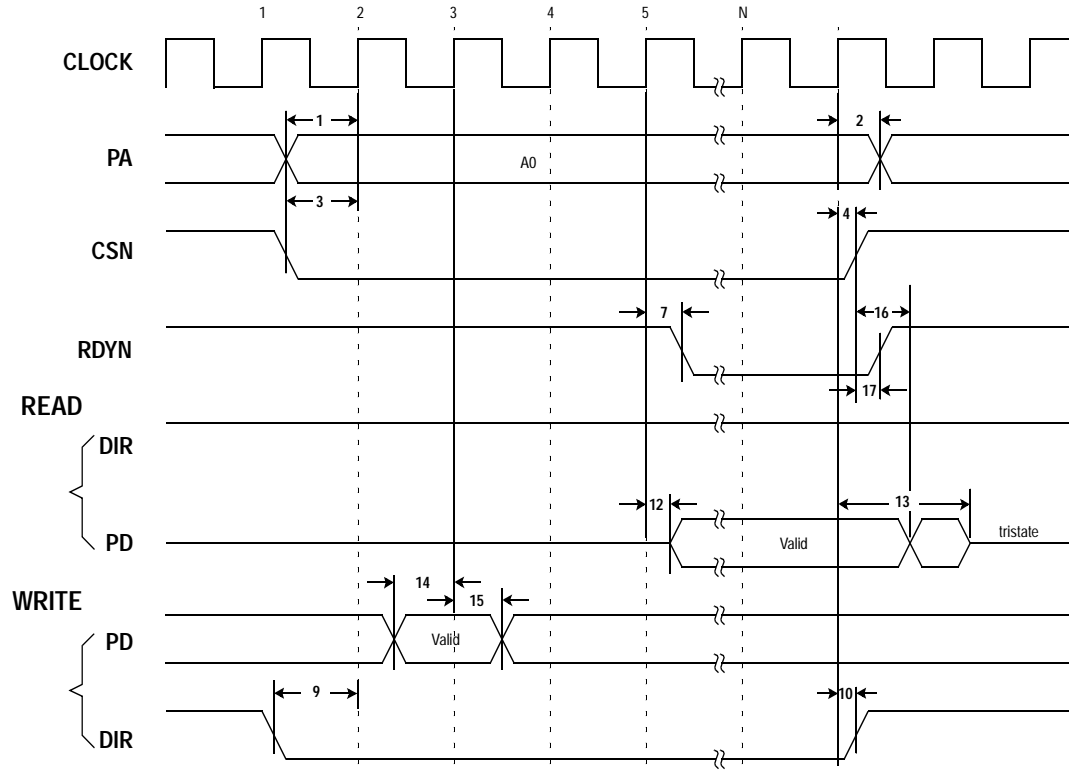 1 2 3 4 5 N
CLOCK
1 2
PA A0
3
4
CSN
7 16
RDYN
17
READ
DIR
12 13
PD Valid tristate
14
WRITE 15
PD Valid
9 10
DIR